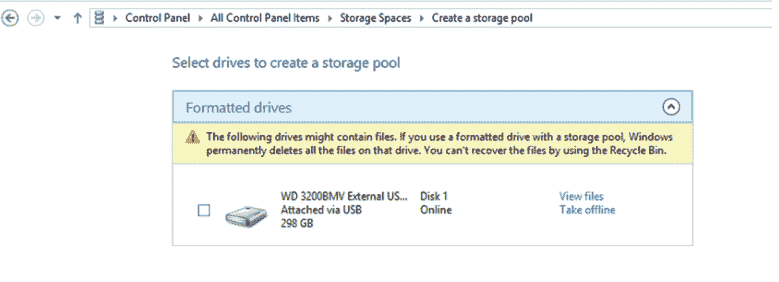 Control Panel All Control Panel Items Storage Spaces Create a storage pool
Select drives to create a storage pool
Formatted drives
The following drives might contain files. If you use a formatted drive with a storage pool, Windows
permanently deletes all the files on that drive. You can't recover the files by using the Recycle Bin.
WD 3200BMV External US... Disk 1 View files
Attached via USB Online Take offline
298 GB